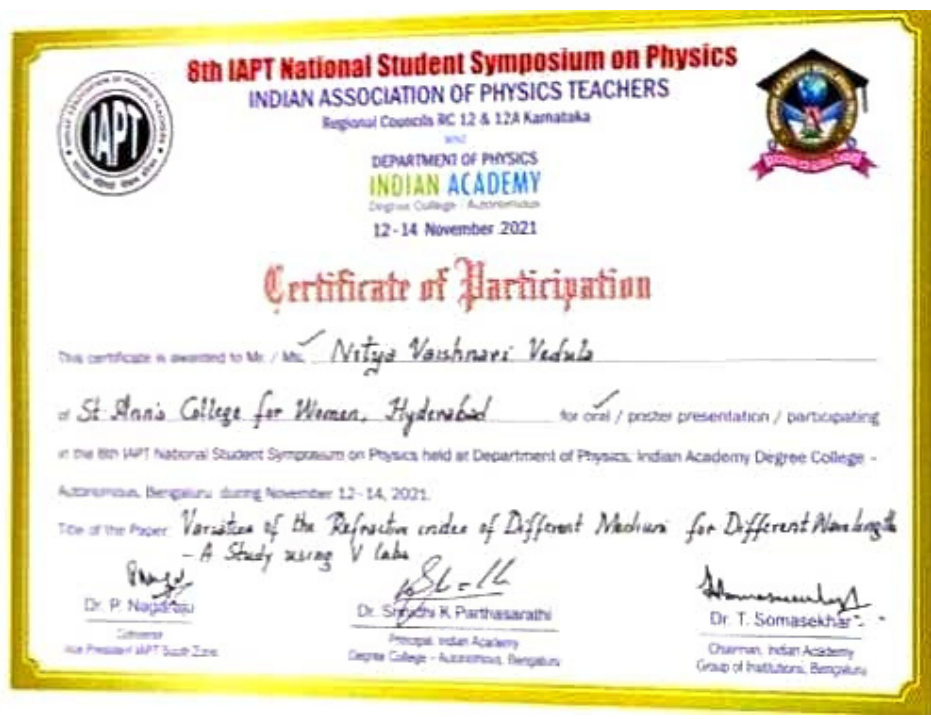 8th IAPT National Student Symposium on Physics
INDIAN ASSOCIATION OF PHYSICS TEACHERS
Regional Councils RC 12 & 12A Karnataka
and
DEPARTMENT OF PHYSICS
INDIAN ACADEMY
Degree College - Autonomous
12-14 November 2021
IAPT
Certificate of Participation
This certificate is awarded to Mr. / Ms. Nitya Vaishnavi Vedula
of St. Ann's College for Women, Hyderabad for oral / poster presentation / participating
in the 8th IAPT National Student Symposium on Physics held at Department of Physics, Indian Academy Degree College -
Autonomous, Bengaluru during November 12-14, 2021.
Title of the Paper: Variation of the Refractive index of Different Medium for Different Wavelength
- A Study using V labs
Dr. P. Nagaraju
Dr. K Parthasarathi
Dr. T. Somasekhar
Convener
Principal, Indian Academy
Chairman, Indian Academy
Vice President IAPT South Zone
Degree College - Autonomous, Bengaluru
Group of Institutions, Bengaluru